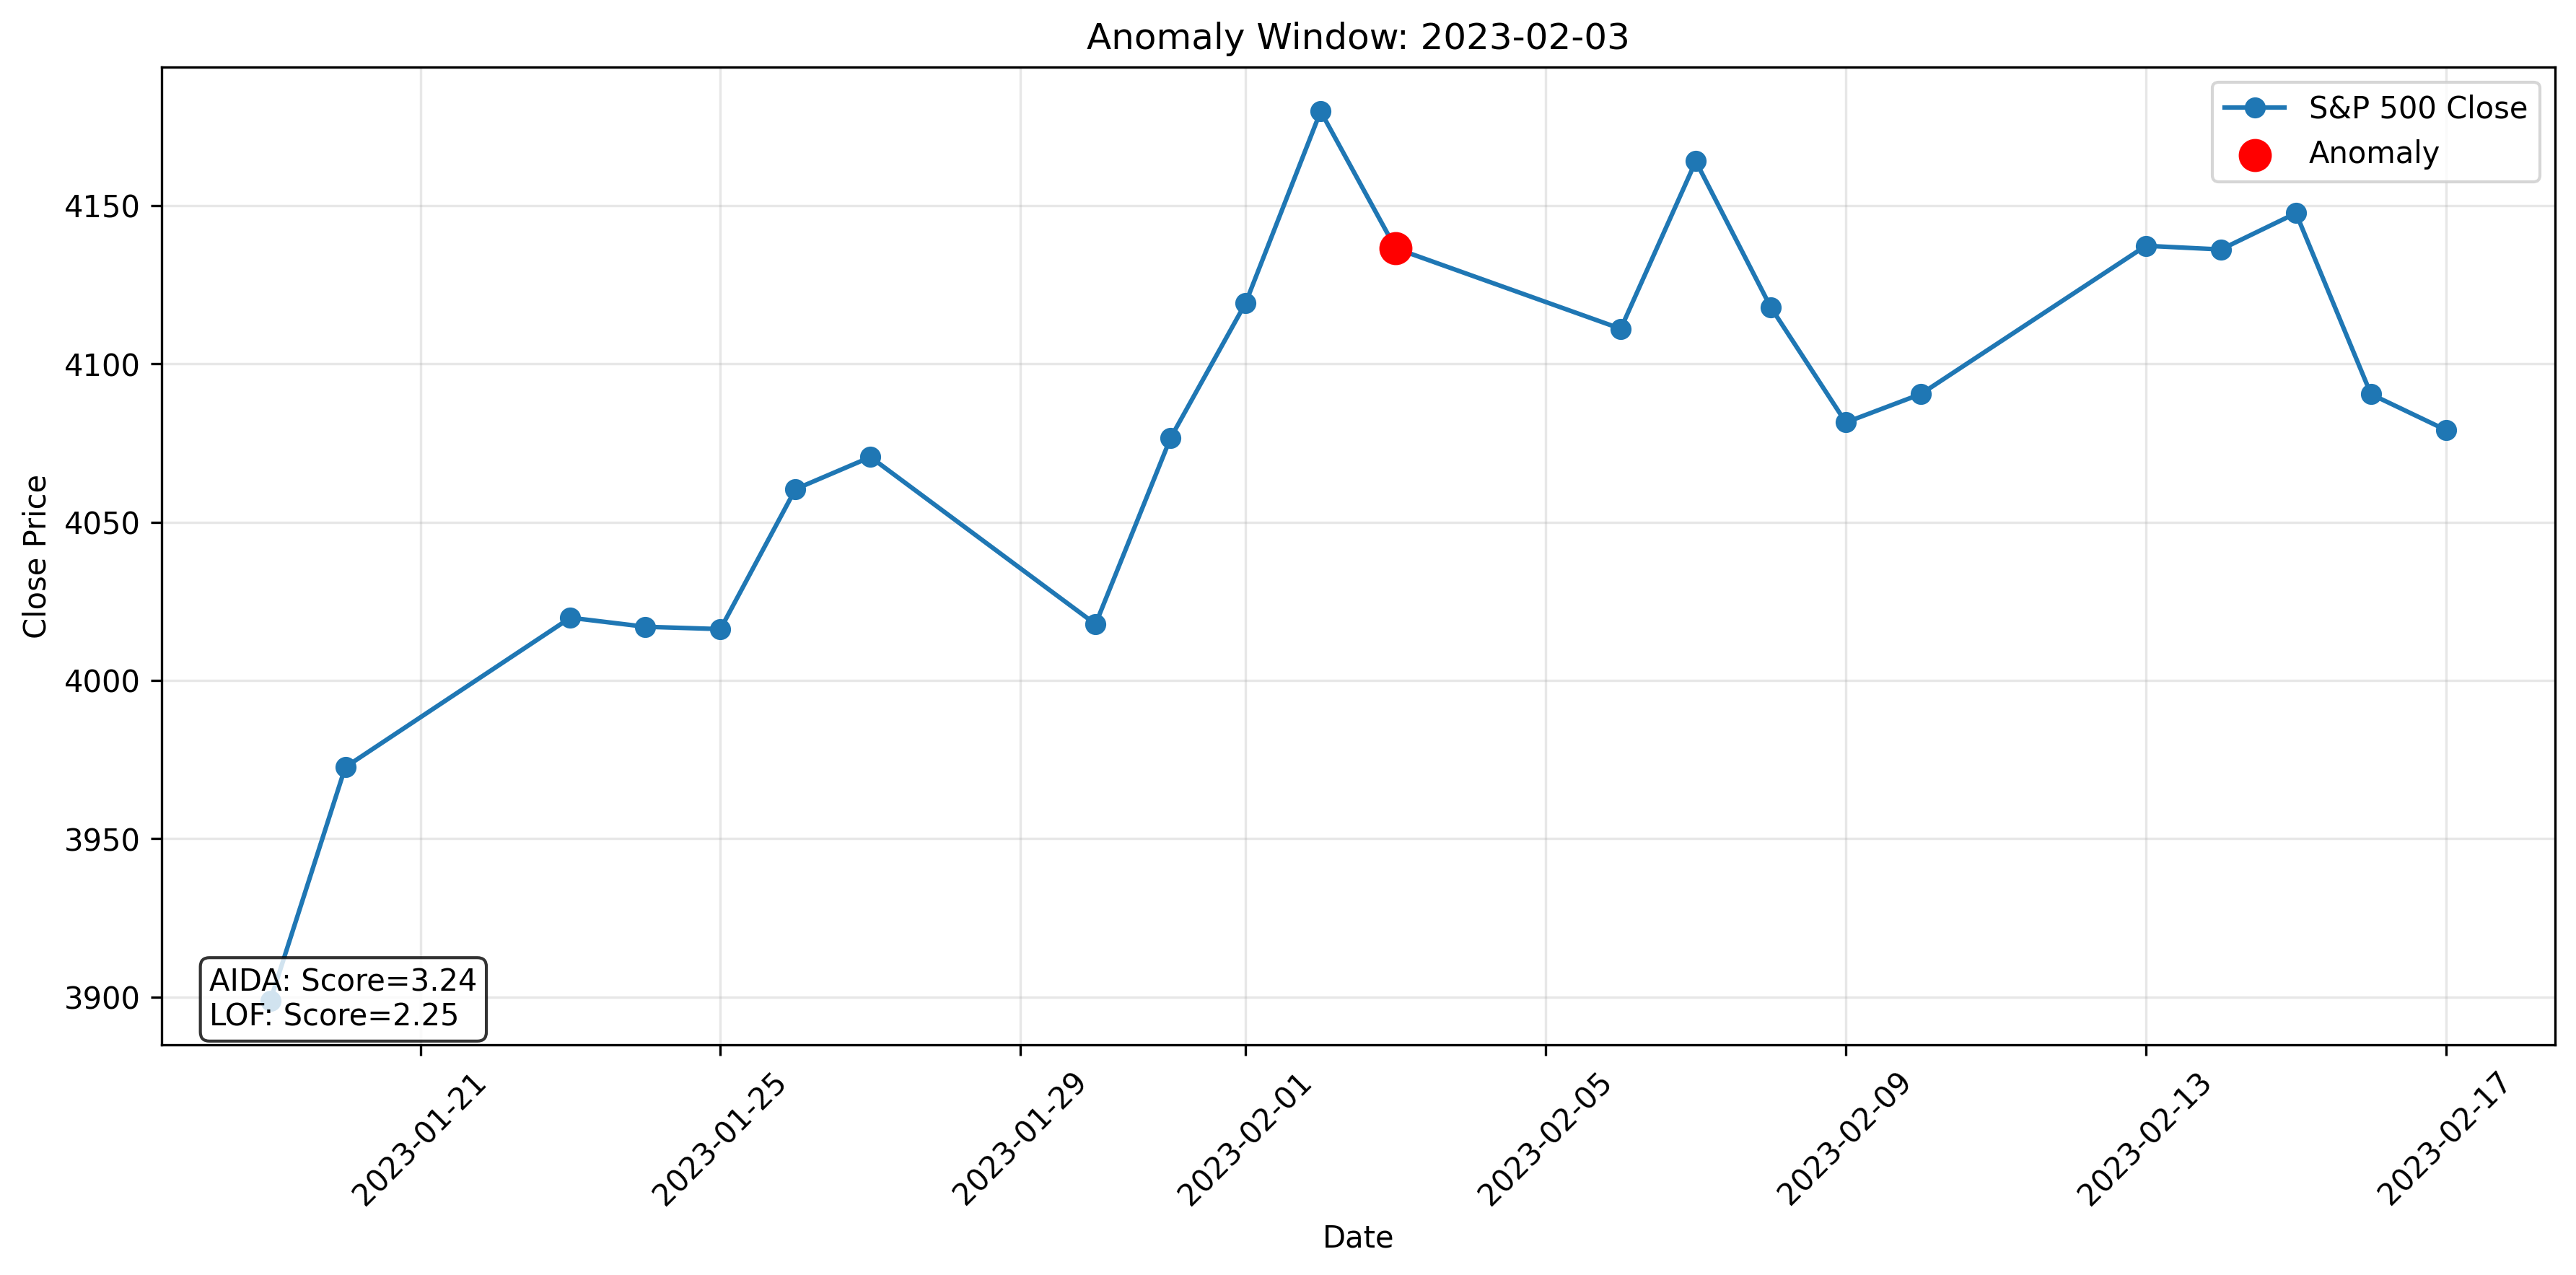 Anomaly Window: 2023-02-03
S&P 500 Close
Anomaly
Close Price
4150
4100
4050
4000
3950
3900
AIDA: Score=3.24
LOF: Score=2.25
2023-01-21
2023-01-25
2023-01-29
2023-02-01
2023-02-05
2023-02-09
2023-02-13
2023-02-17
Date